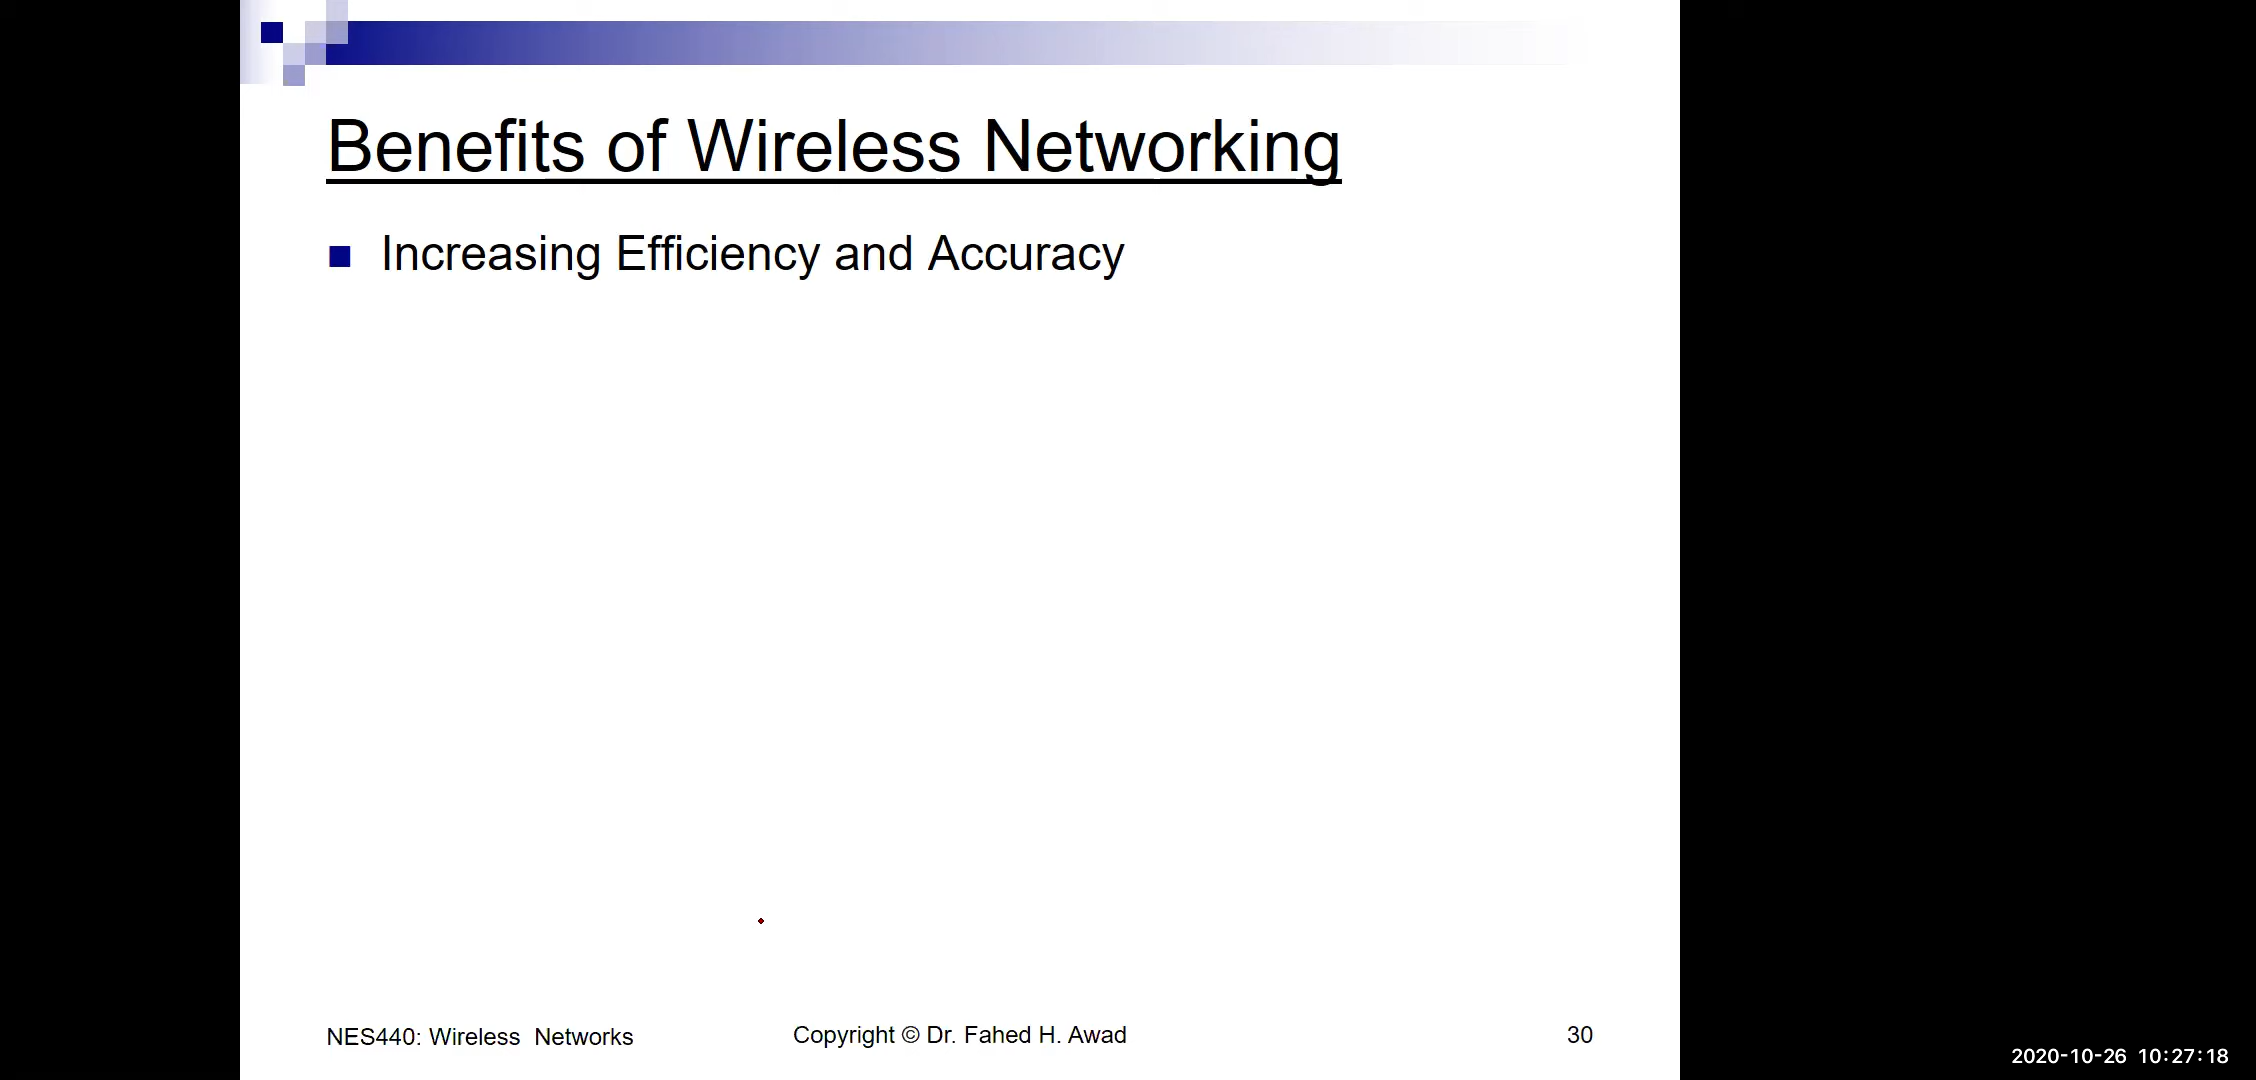 Benefits of Wireless Networking
Increasing Efficiency and Accuracy
NES440: Wireless  Networks
Copyright © Dr. Fahed H. Awad
30
2020-10-26 10:27:18